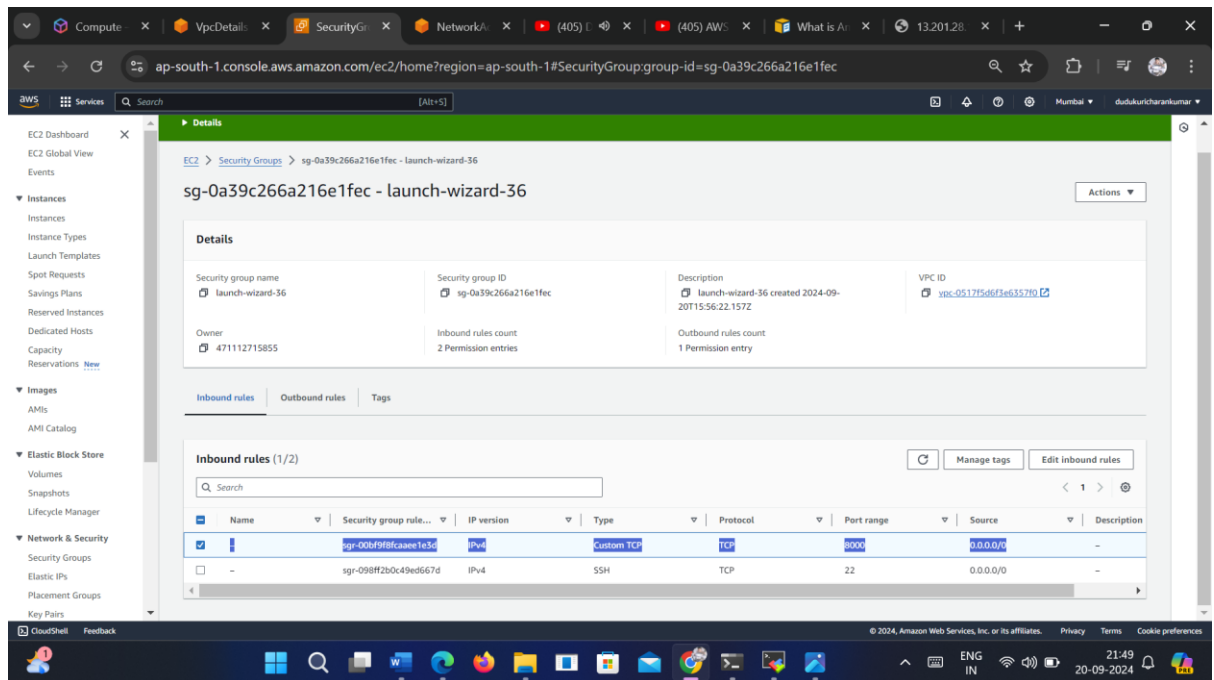 Compute
VpcDetails
SecurityGr
NetworkAc
(405)
(405) AWS
What is An
13.201.28.
ap-south-1.console.aws.amazon.com/ec2/home?region=ap-south-1#SecurityGroup:group-id=sg-0a39c266a216e1fec
aws Services Search [Alt+S] Mumbai dudukuricharankumar
EC2 Dashboard
EC2 Global View
Events
Instances
Instances
Instance Types
Launch Templates
Spot Requests
Savings Plans
Reserved Instances
Dedicated Hosts
Capacity
Reservations New
Images
AMIs
AMI Catalog
Elastic Block Store
Volumes
Snapshots
Lifecycle Manager
Network & Security
Security Groups
Elastic IPs
Placement Groups
Key Pairs
Details
EC2 > Security Groups > sg-0a39c266a216e1fec - launch-wizard-36
sg-0a39c266a216e1fec - launch-wizard-36
Actions
Details
Security group name
launch-wizard-36
Security group ID
sg-0a39c266a216e1fec
Description
launch-wizard-36 created 2024-09-
20T15:56:22.157Z
VPC ID
vpc-0517f5d6f3e6357f0
Owner
471112715855
Inbound rules count
2 Permission entries
Outbound rules count
1 Permission entry
Inbound rules Outbound rules Tags
Inbound rules (1/2)
Manage tags Edit inbound rules
Search
1
Name Security group rule... IP version Type Protocol Port range Source Description
– sgr-00bf9f8fcaaee1e3d IPv4 Custom TCP TCP 8000 0.0.0.0/0 –
– sgr-098ff2b0c49ed667d IPv4 SSH TCP 22 0.0.0.0/0 –
CloudShell Feedback © 2024, Amazon Web Services, Inc. or its affiliates. Privacy Terms Cookie preferences
1
ENG
IN
21:49
20-09-2024
PRE